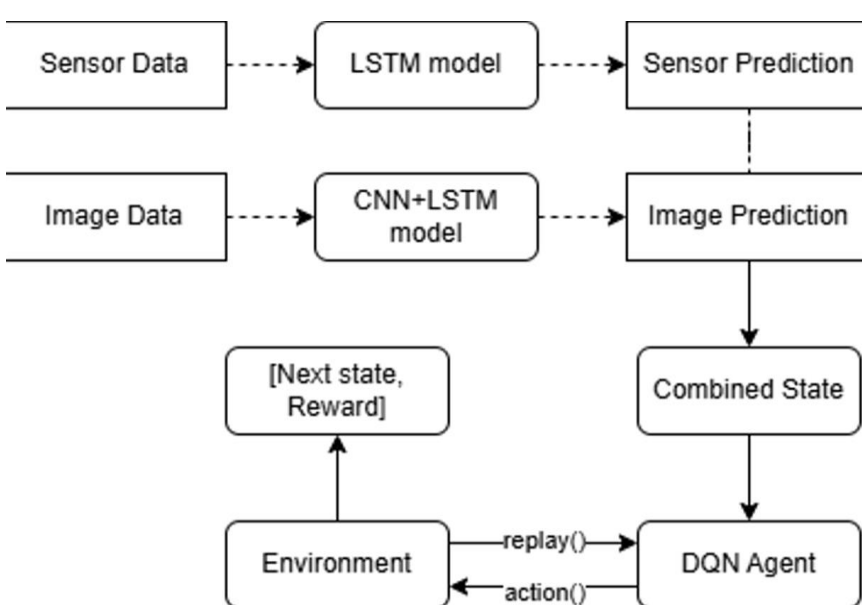 Sensor Data
LSTM model
Sensor Prediction
Image Data
CNN+LSTM
model
Image Prediction
[Next state,
Reward]
Combined State
Environment
replay()
action()
DQN Agent